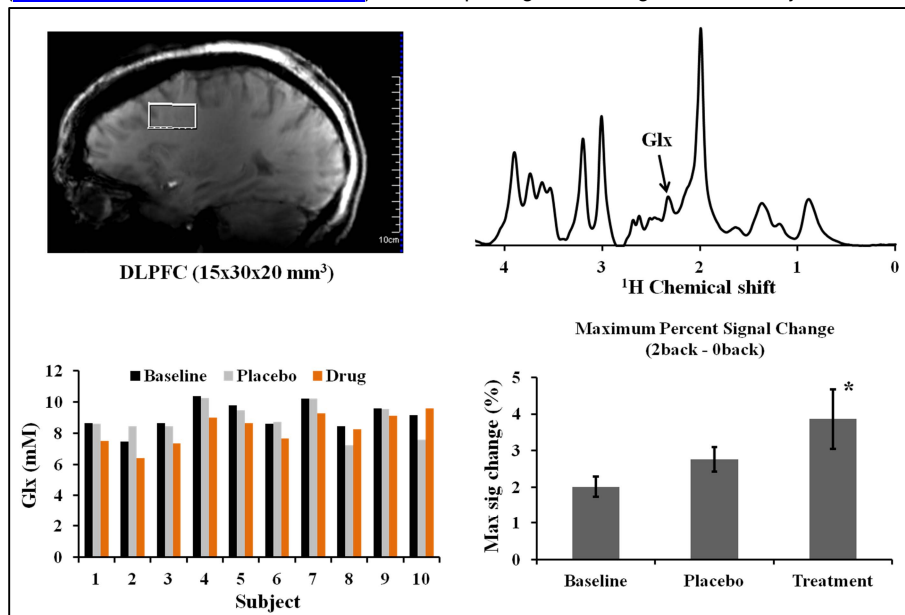 10cm
DLPFC (15x30x20 mm³)
Glx
4 3 2 1 0
¹H Chemical shift
Baseline Placebo Drug
12
10
8
6
4
2
0
Glx (mM)
1 2 3 4 5 6 7 8 9 10
Subject
Maximum Percent Signal Change
(2back - 0back)
5
4
3
2
1
0
Max sig change (%)
*
Baseline Placebo Treatment